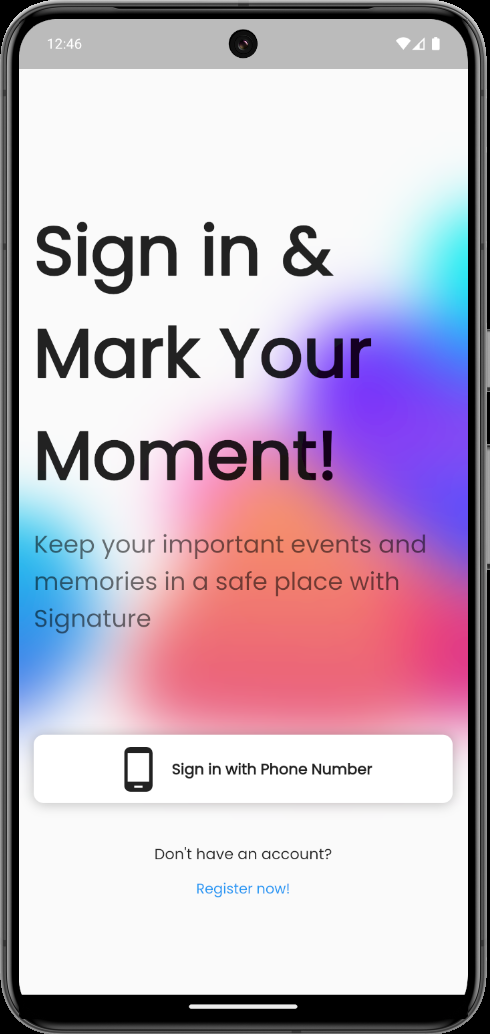 12:46
Sign in &
Mark Your
Moment!
Keep your important events and
memories in a safe place with
Signature
Sign in with Phone Number
Don't have an account?
Register now!